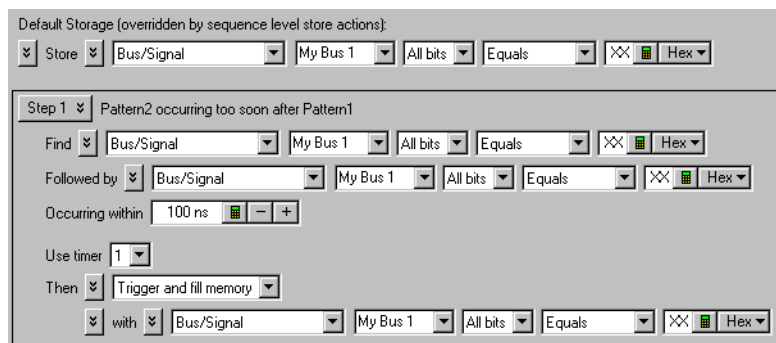 Default Storage (overridden by sequence level store actions):
Store Bus/Signal My Bus 1 All bits Equals XX Hex
Step 1 Pattern2 occurring too soon after Pattern1
Find Bus/Signal My Bus 1 All bits Equals XX Hex
Followed by Bus/Signal My Bus 1 All bits Equals XX Hex
Occurring within 100 ns − +
Use timer 1
Then Trigger and fill memory
with Bus/Signal My Bus 1 All bits Equals XX Hex